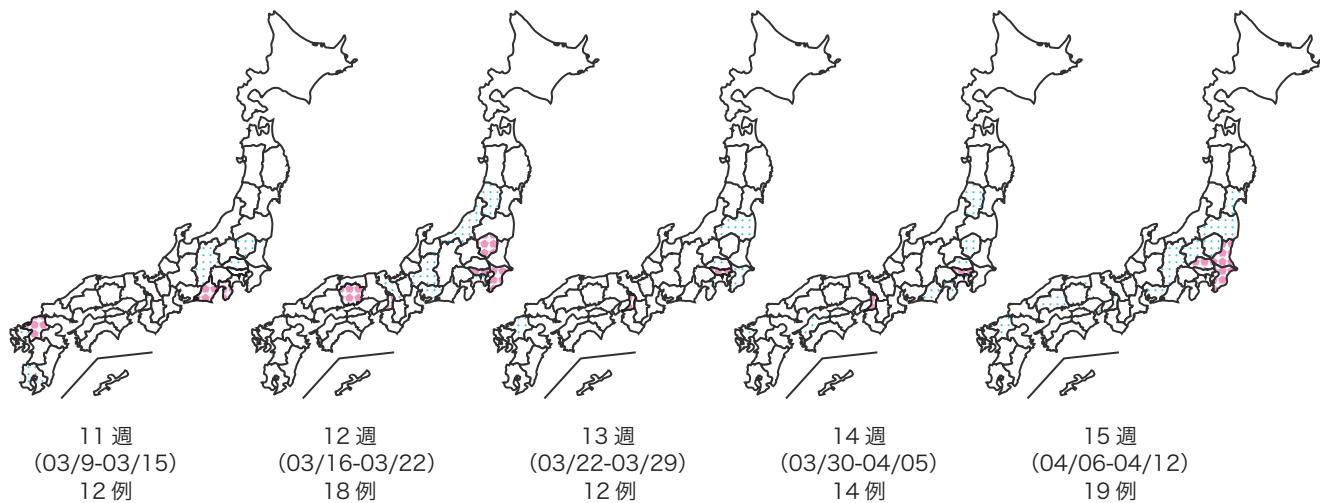 11 週
（03/9-03/15）
12 例
12 週
（03/16-03/22）
18 例
13 週
（03/22-03/29）
12 例
14 週
（03/30-04/05）
14 例
15 週
（04/06-04/12）
19 例